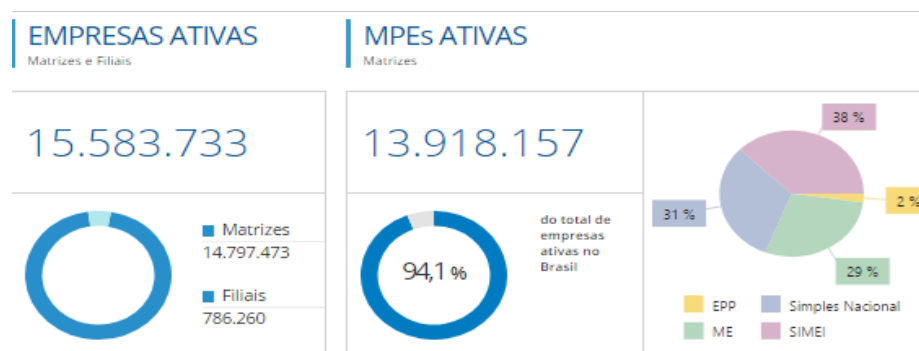 EMPRESAS ATIVAS
Matrizes e Filiais
15.583.733
Matrizes
14.797.473
Filiais
786.260
MPEs ATIVAS
Matrizes
13.918.157
94,1 %
do total de
empresas
ativas no
Brasil
38 %
2 %
31 %
29 %
EPP
Simples Nacional
ME
SIMEI